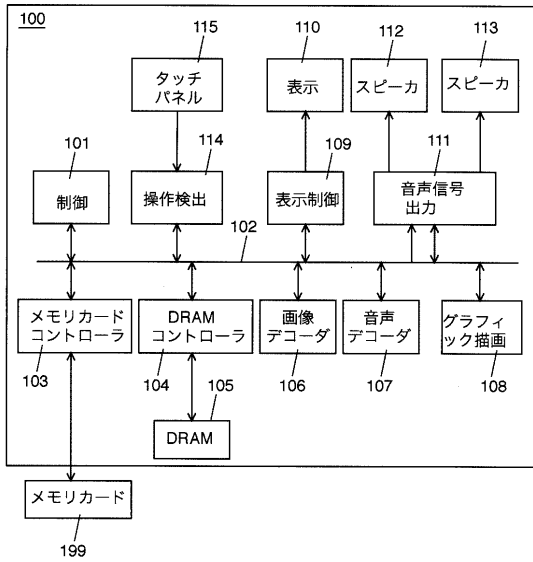 100
115
110
112
113
タッチ
パネル
表示
スピーカ
スピーカ
101
114
109
111
制御
操作検出
表示制御
音声信号
出力
102
メモリカード
コントローラ
DRAM
コントローラ
画像
デコーダ
音声
デコーダ
グラフィ
ック描画
103
104
105
106
107
108
DRAM
メモリカード
199